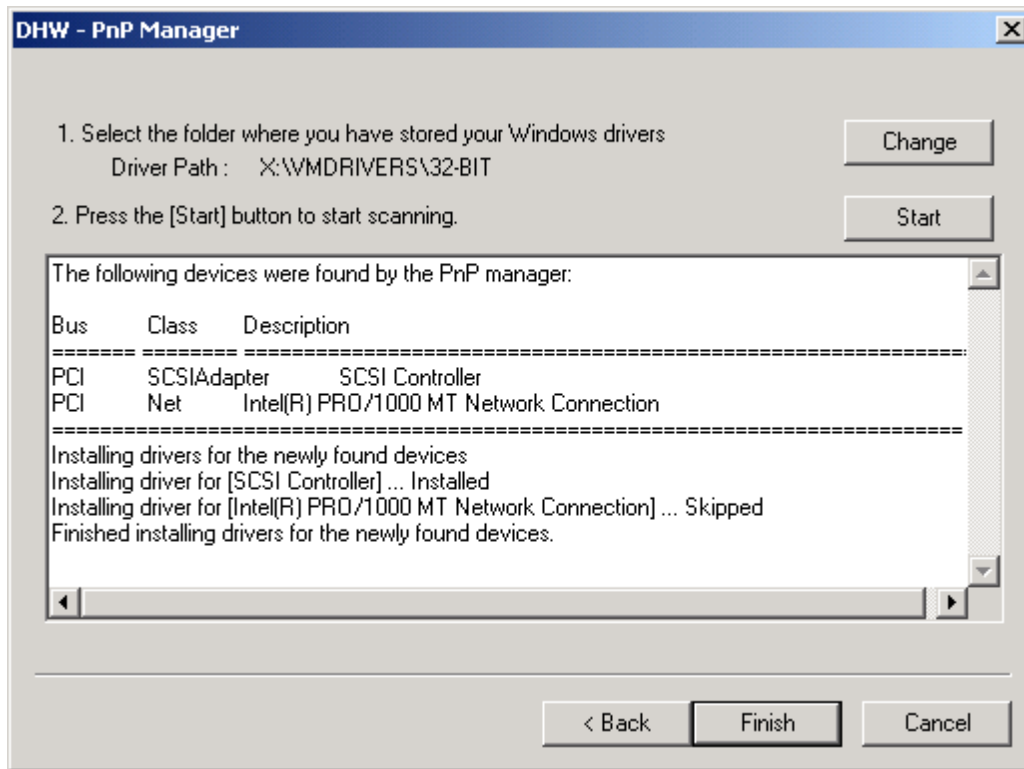 DHW - PnP Manager
1. Select the folder where you have stored your Windows drivers
Change
Driver Path : X:\VMDRIVERS\32-BIT
2. Press the [Start] button to start scanning.
Start
The following devices were found by the PnP manager:
Bus Class Description
======= ======== ============================================================
PCI SCSIAdapter SCSI Controller
PCI Net Intel(R) PRO/1000 MT Network Connection
============================================================================
Installing drivers for the newly found devices
Installing driver for [SCSI Controller] ... Installed
Installing driver for [Intel(R) PRO/1000 MT Network Connection] ... Skipped
Finished installing drivers for the newly found devices.
< Back
Finish
Cancel